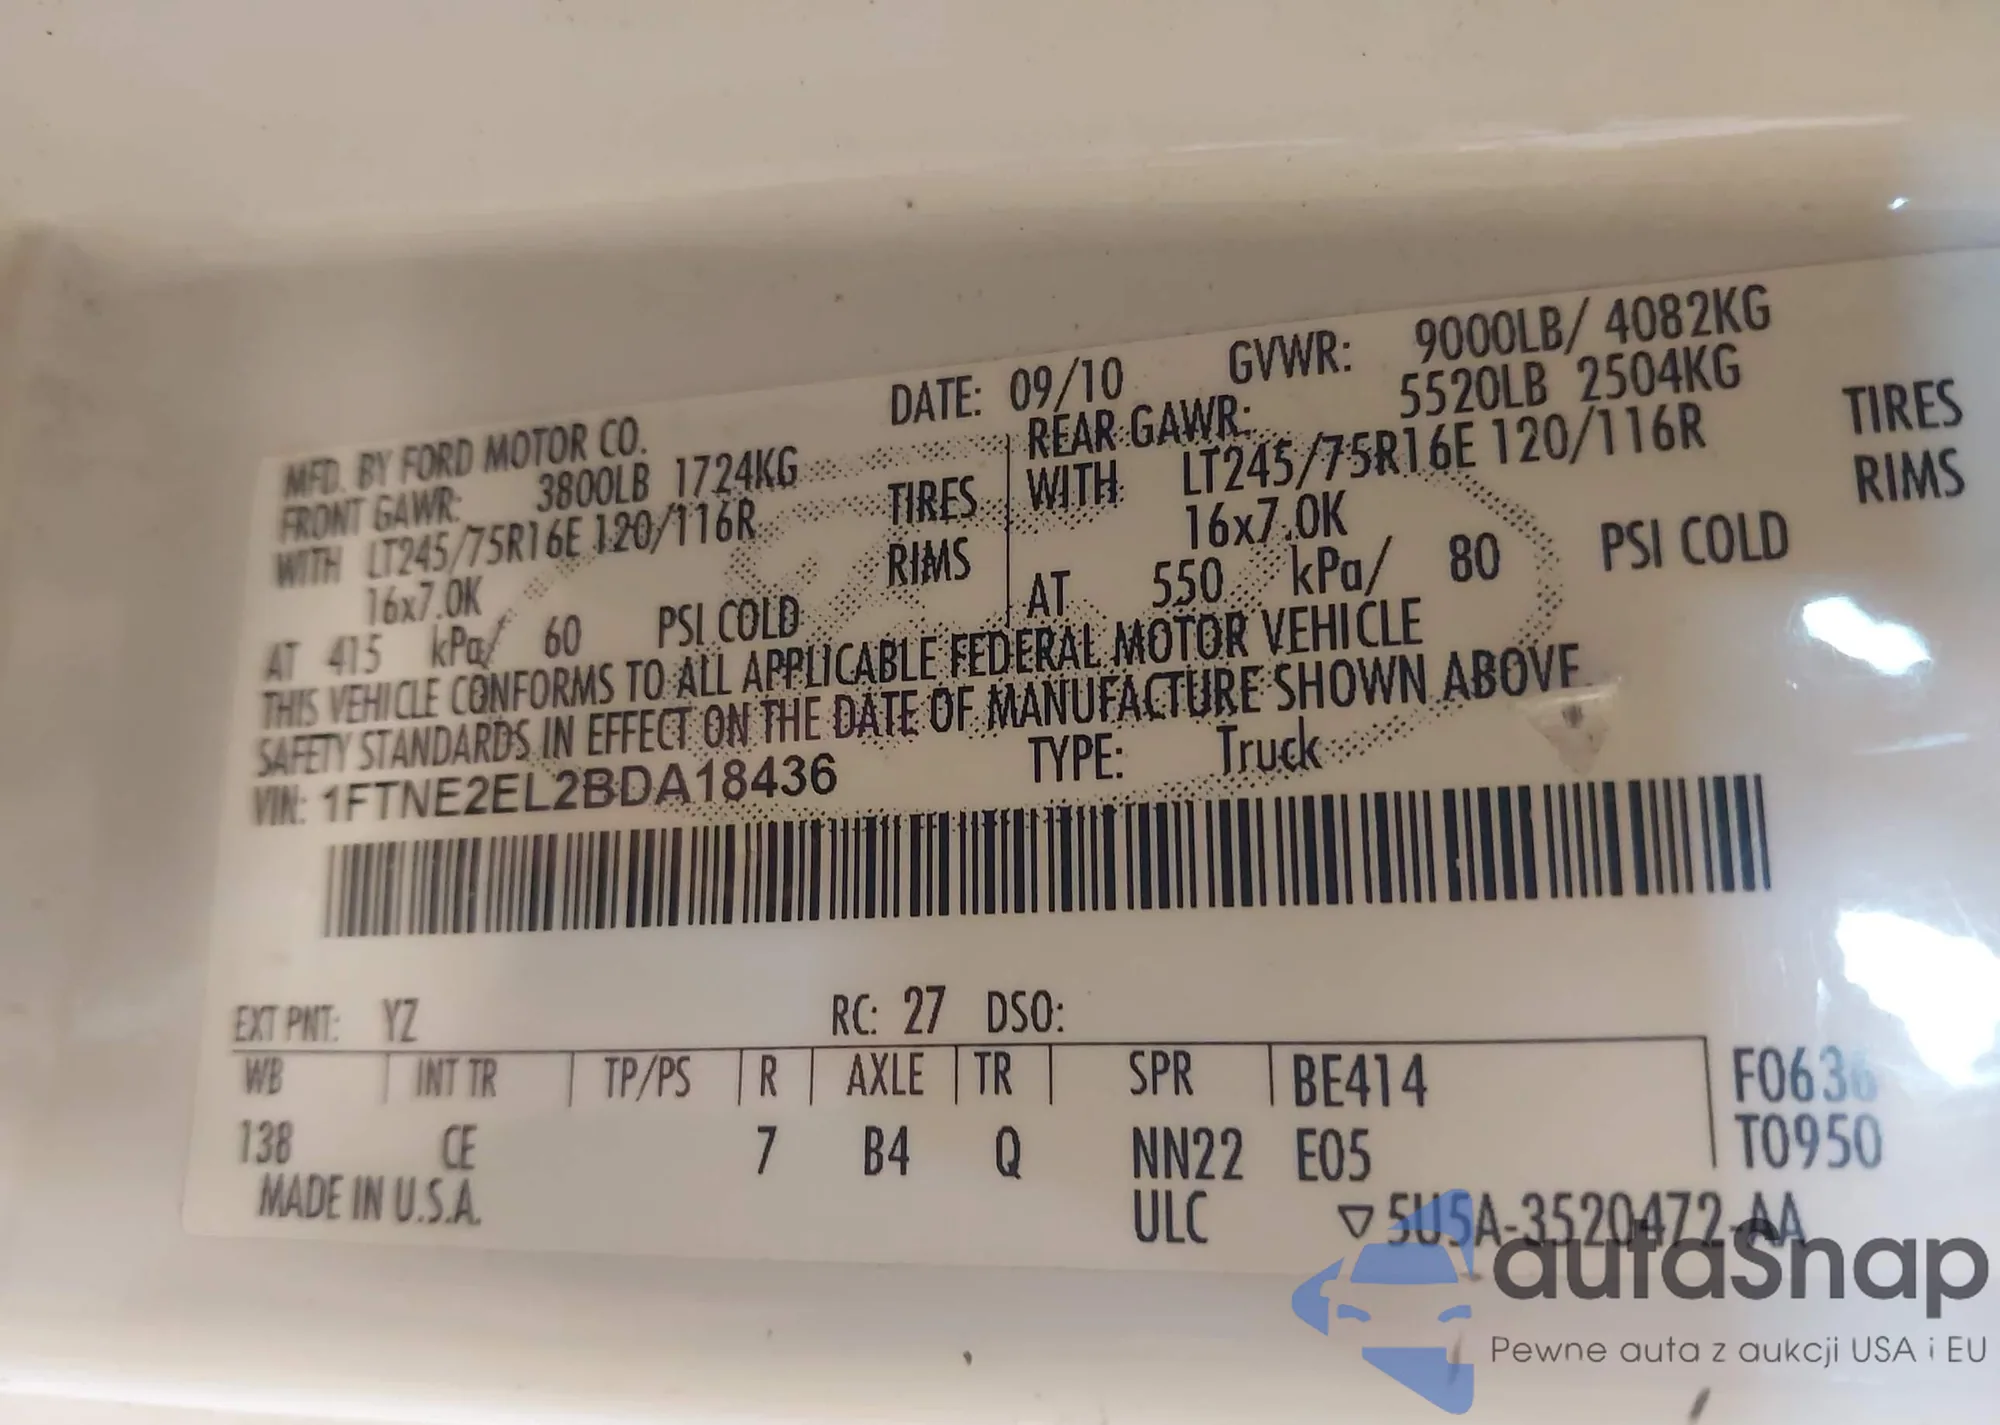 DATE: 09/10 GVWR: 9000LB/ 4082KG
MFD. BY FORD MOTOR CO.
FRONT GAWR: 3800LB 1724KG
WITH LT245/75R16E 120/116R TIRES
16x7.0K RIMS
AT 415 kPa/ 60 PSI COLD
REAR GAWR: 5520LB 2504KG
WITH LT245/75R16E 120/116R TIRES
16x7.0K RIMS
AT 550 kPa/ 80 PSI COLD
THIS VEHICLE CONFORMS TO ALL APPLICABLE FEDERAL MOTOR VEHICLE
SAFETY STANDARDS IN EFFECT ON THE DATE OF MANUFACTURE SHOWN ABOVE
VIN: 1FTNE2EL2BDA18436 TYPE: Truck
EXT PNT: YZ RC: 27 DSO:
WB INT TR TP/PS R AXLE TR SPR BE414 F0636
138 CE 7 B4 Q NN22 E05 T0950
MADE IN U.S.A. ULC ▽ 5U5A-3520472-AA
autaSnap
Pewne auta z aukcji USA i EU